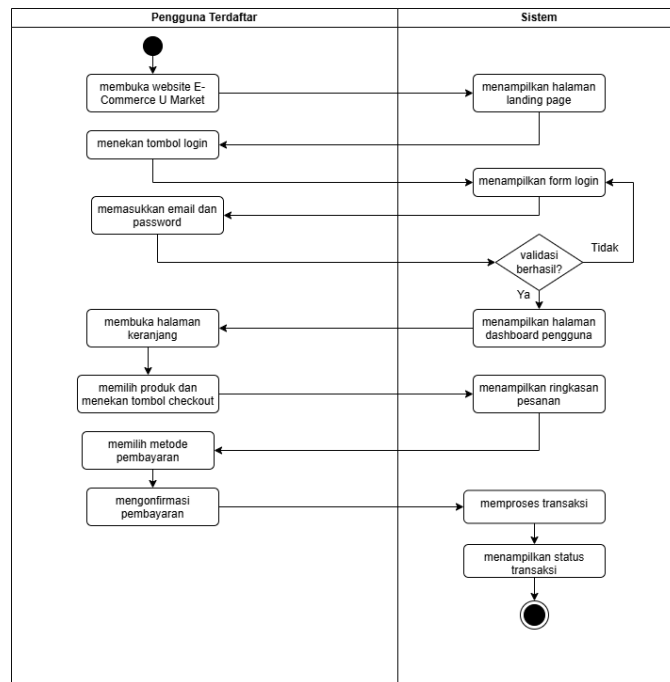 Pengguna Terdaftar
Sistem
membuka website E-
Commerce U Market
menampilkan halaman
landing page
menekan tombol login
menampilkan form login
memasukkan email dan
password
validasi
berhasil?
Tidak
Ya
membuka halaman
keranjang
menampilkan halaman
dashboard pengguna
memilih produk dan
menekan tombol checkout
menampilkan ringkasan
pesanan
memilih metode
pembayaran
mengonfirmasi
pembayaran
memproses transaksi
menampilkan status
transaksi